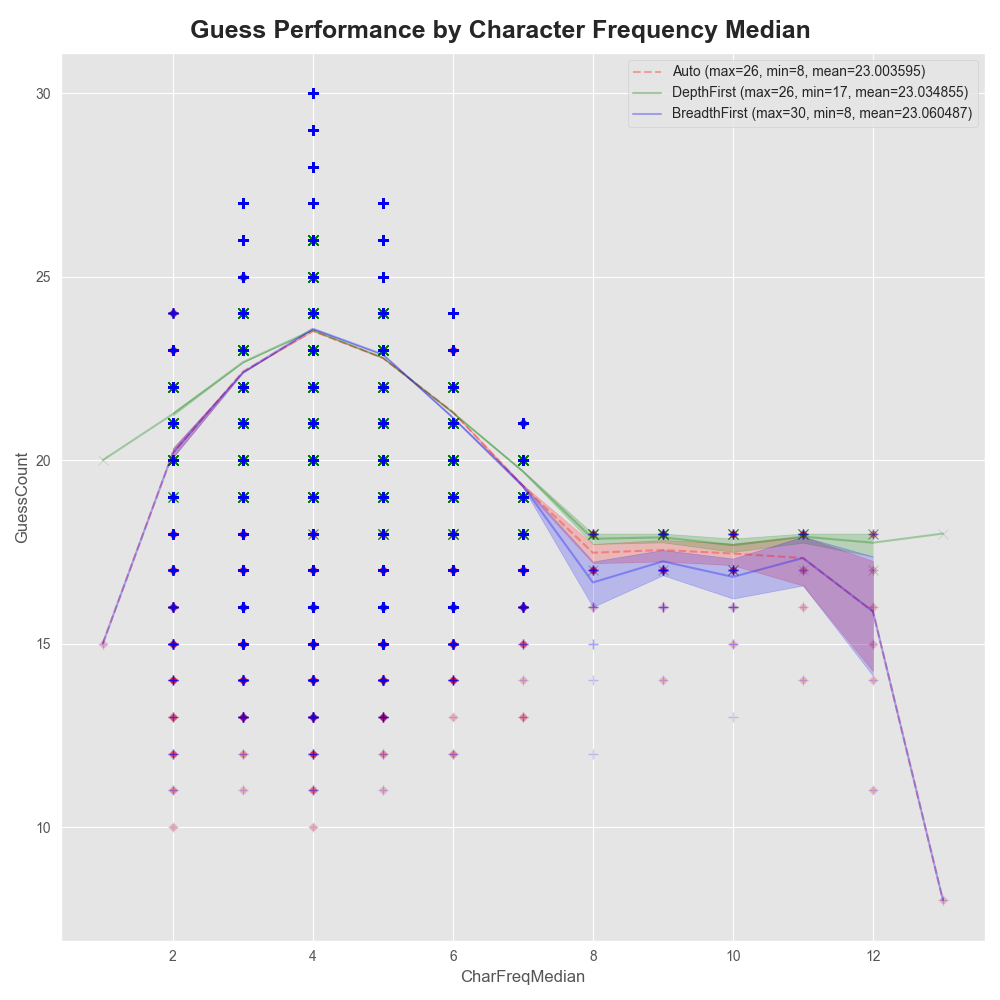 Guess Performance by Character Frequency Median
Auto (max=26, min=8, mean=23.003595)
DepthFirst (max=26, min=17, mean=23.034855)
BreadthFirst (max=30, min=8, mean=23.060487)
30
25
20
15
10
GuessCount
2 4 6 8 10 12
CharFreqMedian